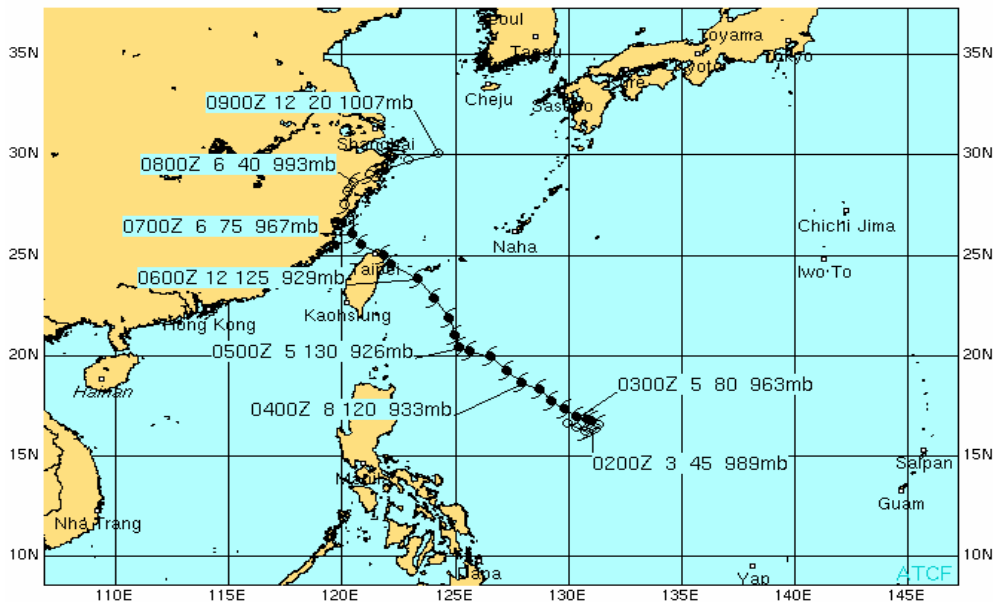 35N
Seoul
Toyama
35N
Tokyo
Cheju
0900Z 12 20 1007mb
Shanghai
30N
30N
0800Z 6 40 993mb
0700Z 6 75 967mb
Chichi Jima
Naha
25N
25N
Taipei
Iwo To
0600Z 12 125 929mb
Kaohsiung
Hong Kong
20N
0500Z 5 130 926mb
20N
Hainan
0300Z 5 80 963mb
0400Z 8 120 933mb
15N
0200Z 3 45 989mb
Saipan
15N
Guam
Nha Trang
10N
10N
Yap
ATCF
110E
115E
120E
125E
130E
135E
140E
145E